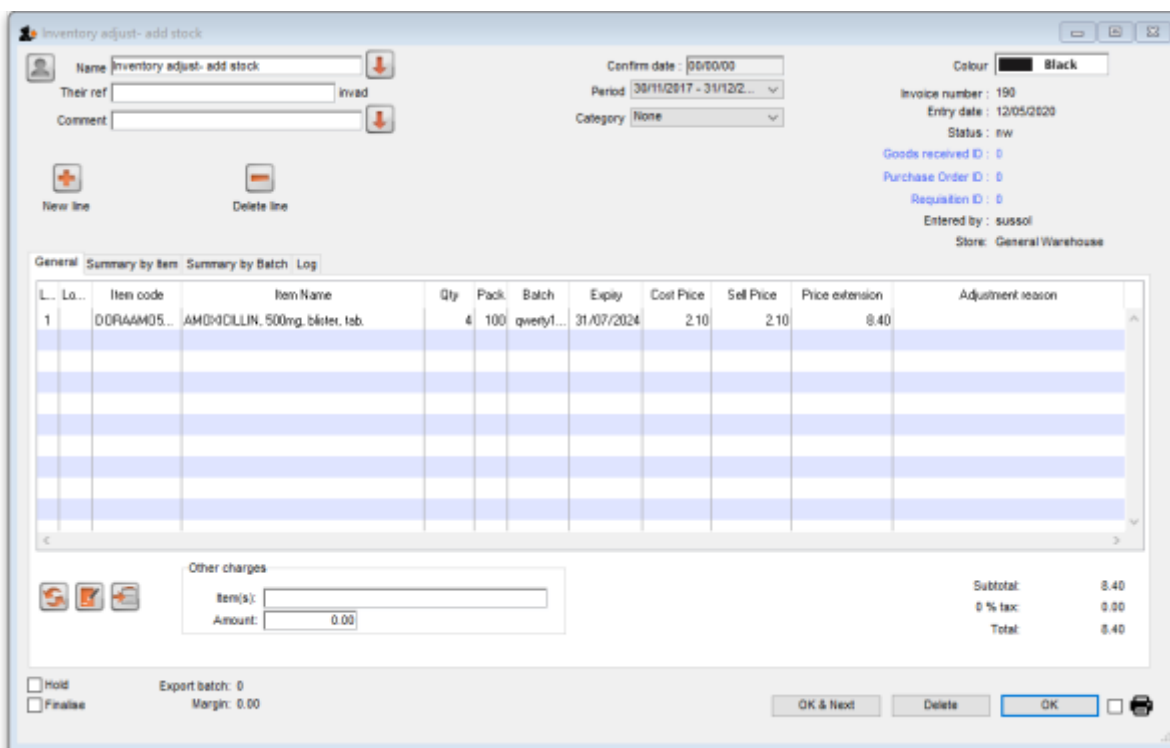 Inventory adjust- add stock
Name Inventory adjust- add stock
Their ref invad
Comment
Confirm date : 00/00/00
Period 30/11/2017 - 31/12/2...
Category None
Colour Black
Invoice number : 190
Entry date : 12/05/2020
Status : nw
Goods received ID : 0
Purchase Order ID : 0
Requisition ID : 0
Entered by : sussol
Store: General Warehouse
New line Delete line
General Summary by Item Summary by Batch Log
L... Lo... Item code Item Name Qty Pack Batch Expiry Cost Price Sell Price Price extension Adjustment reason
1 DORAAMO5... AMOXICILLIN, 500mg, blister, tab. 4 100 qwerty1... 31/07/2024 2.10 2.10 8.40
Other charges
Item(s):
Amount: 0.00
Subtotal: 8.40
0 % tax: 0.00
Total: 8.40
Hold Export batch: 0
Finalise Margin: 0.00
OK & Next Delete OK